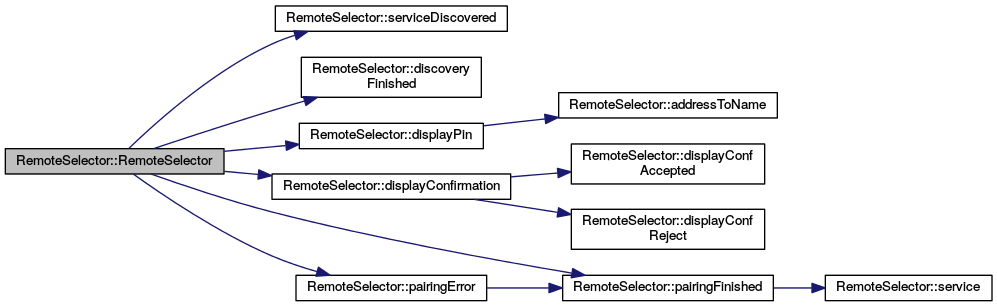 RemoteSelector::serviceDiscovered
RemoteSelector::discovery
Finished
RemoteSelector::addressToName
RemoteSelector::displayPin
RemoteSelector::RemoteSelector
RemoteSelector::displayConf
Accepted
RemoteSelector::displayConfirmation
RemoteSelector::displayConf
Reject
RemoteSelector::pairingError
RemoteSelector::pairingFinished
RemoteSelector::service